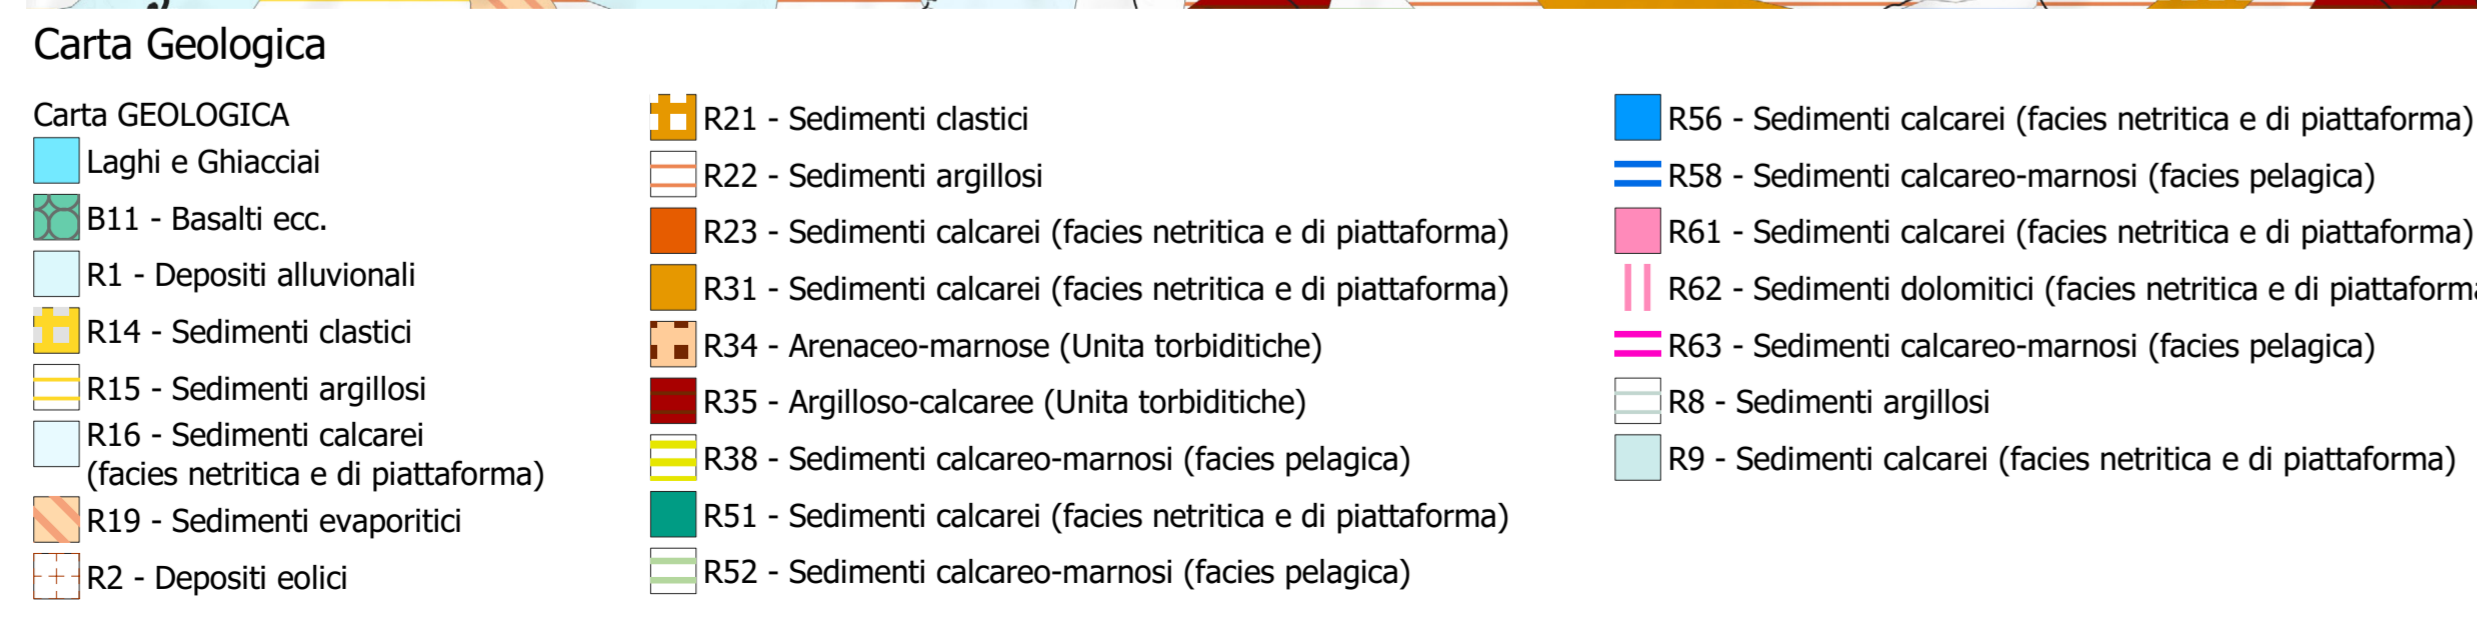 Carta Geologica
Carta GEOLOGICA
Laghi e Ghiacciai
B11 - Basalti ecc.
R1 - Depositi alluvionali
R14 - Sedimenti clastici
R15 - Sedimenti argillosi
R16 - Sedimenti calcarei
(facies netritica e di piattaforma)
R19 - Sedimenti evaporitici
R2 - Depositi eolici
R21 - Sedimenti clastici
R22 - Sedimenti argillosi
R23 - Sedimenti calcarei (facies netritica e di piattaforma)
R31 - Sedimenti calcarei (facies netritica e di piattaforma)
R34 - Arenaceo-marnose (Unita torbiditiche)
R35 - Argilloso-calcaree (Unita torbiditiche)
R38 - Sedimenti calcareo-marnosi (facies pelagica)
R51 - Sedimenti calcarei (facies netritica e di piattaforma)
R52 - Sedimenti calcareo-marnosi (facies pelagica)
R56 - Sedimenti calcarei (facies netritica e di piattaforma)
R58 - Sedimenti calcareo-marnosi (facies pelagica)
R61 - Sedimenti calcarei (facies netritica e di piattaforma)
R62 - Sedimenti dolomitici (facies netritica e di piattaforma
R63 - Sedimenti calcareo-marnosi (facies pelagica)
R8 - Sedimenti argillosi
R9 - Sedimenti calcarei (facies netritica e di piattaforma)